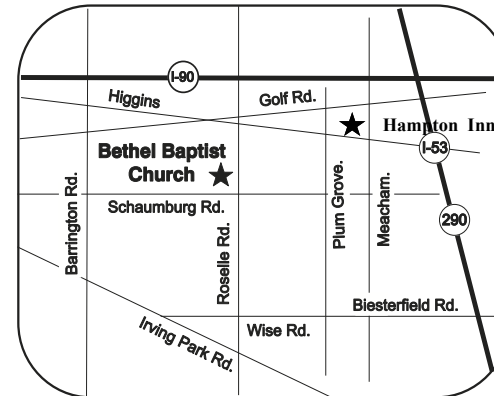 I-90
Higgins
Golf Rd.
Hampton Inn
I-53
Bethel Baptist
Church
Schaumburg Rd.
Barrington Rd.
Roselle Rd.
Plum Grove.
Meacham.
290
Biesterfield Rd.
Wise Rd.
Irving Park Rd.